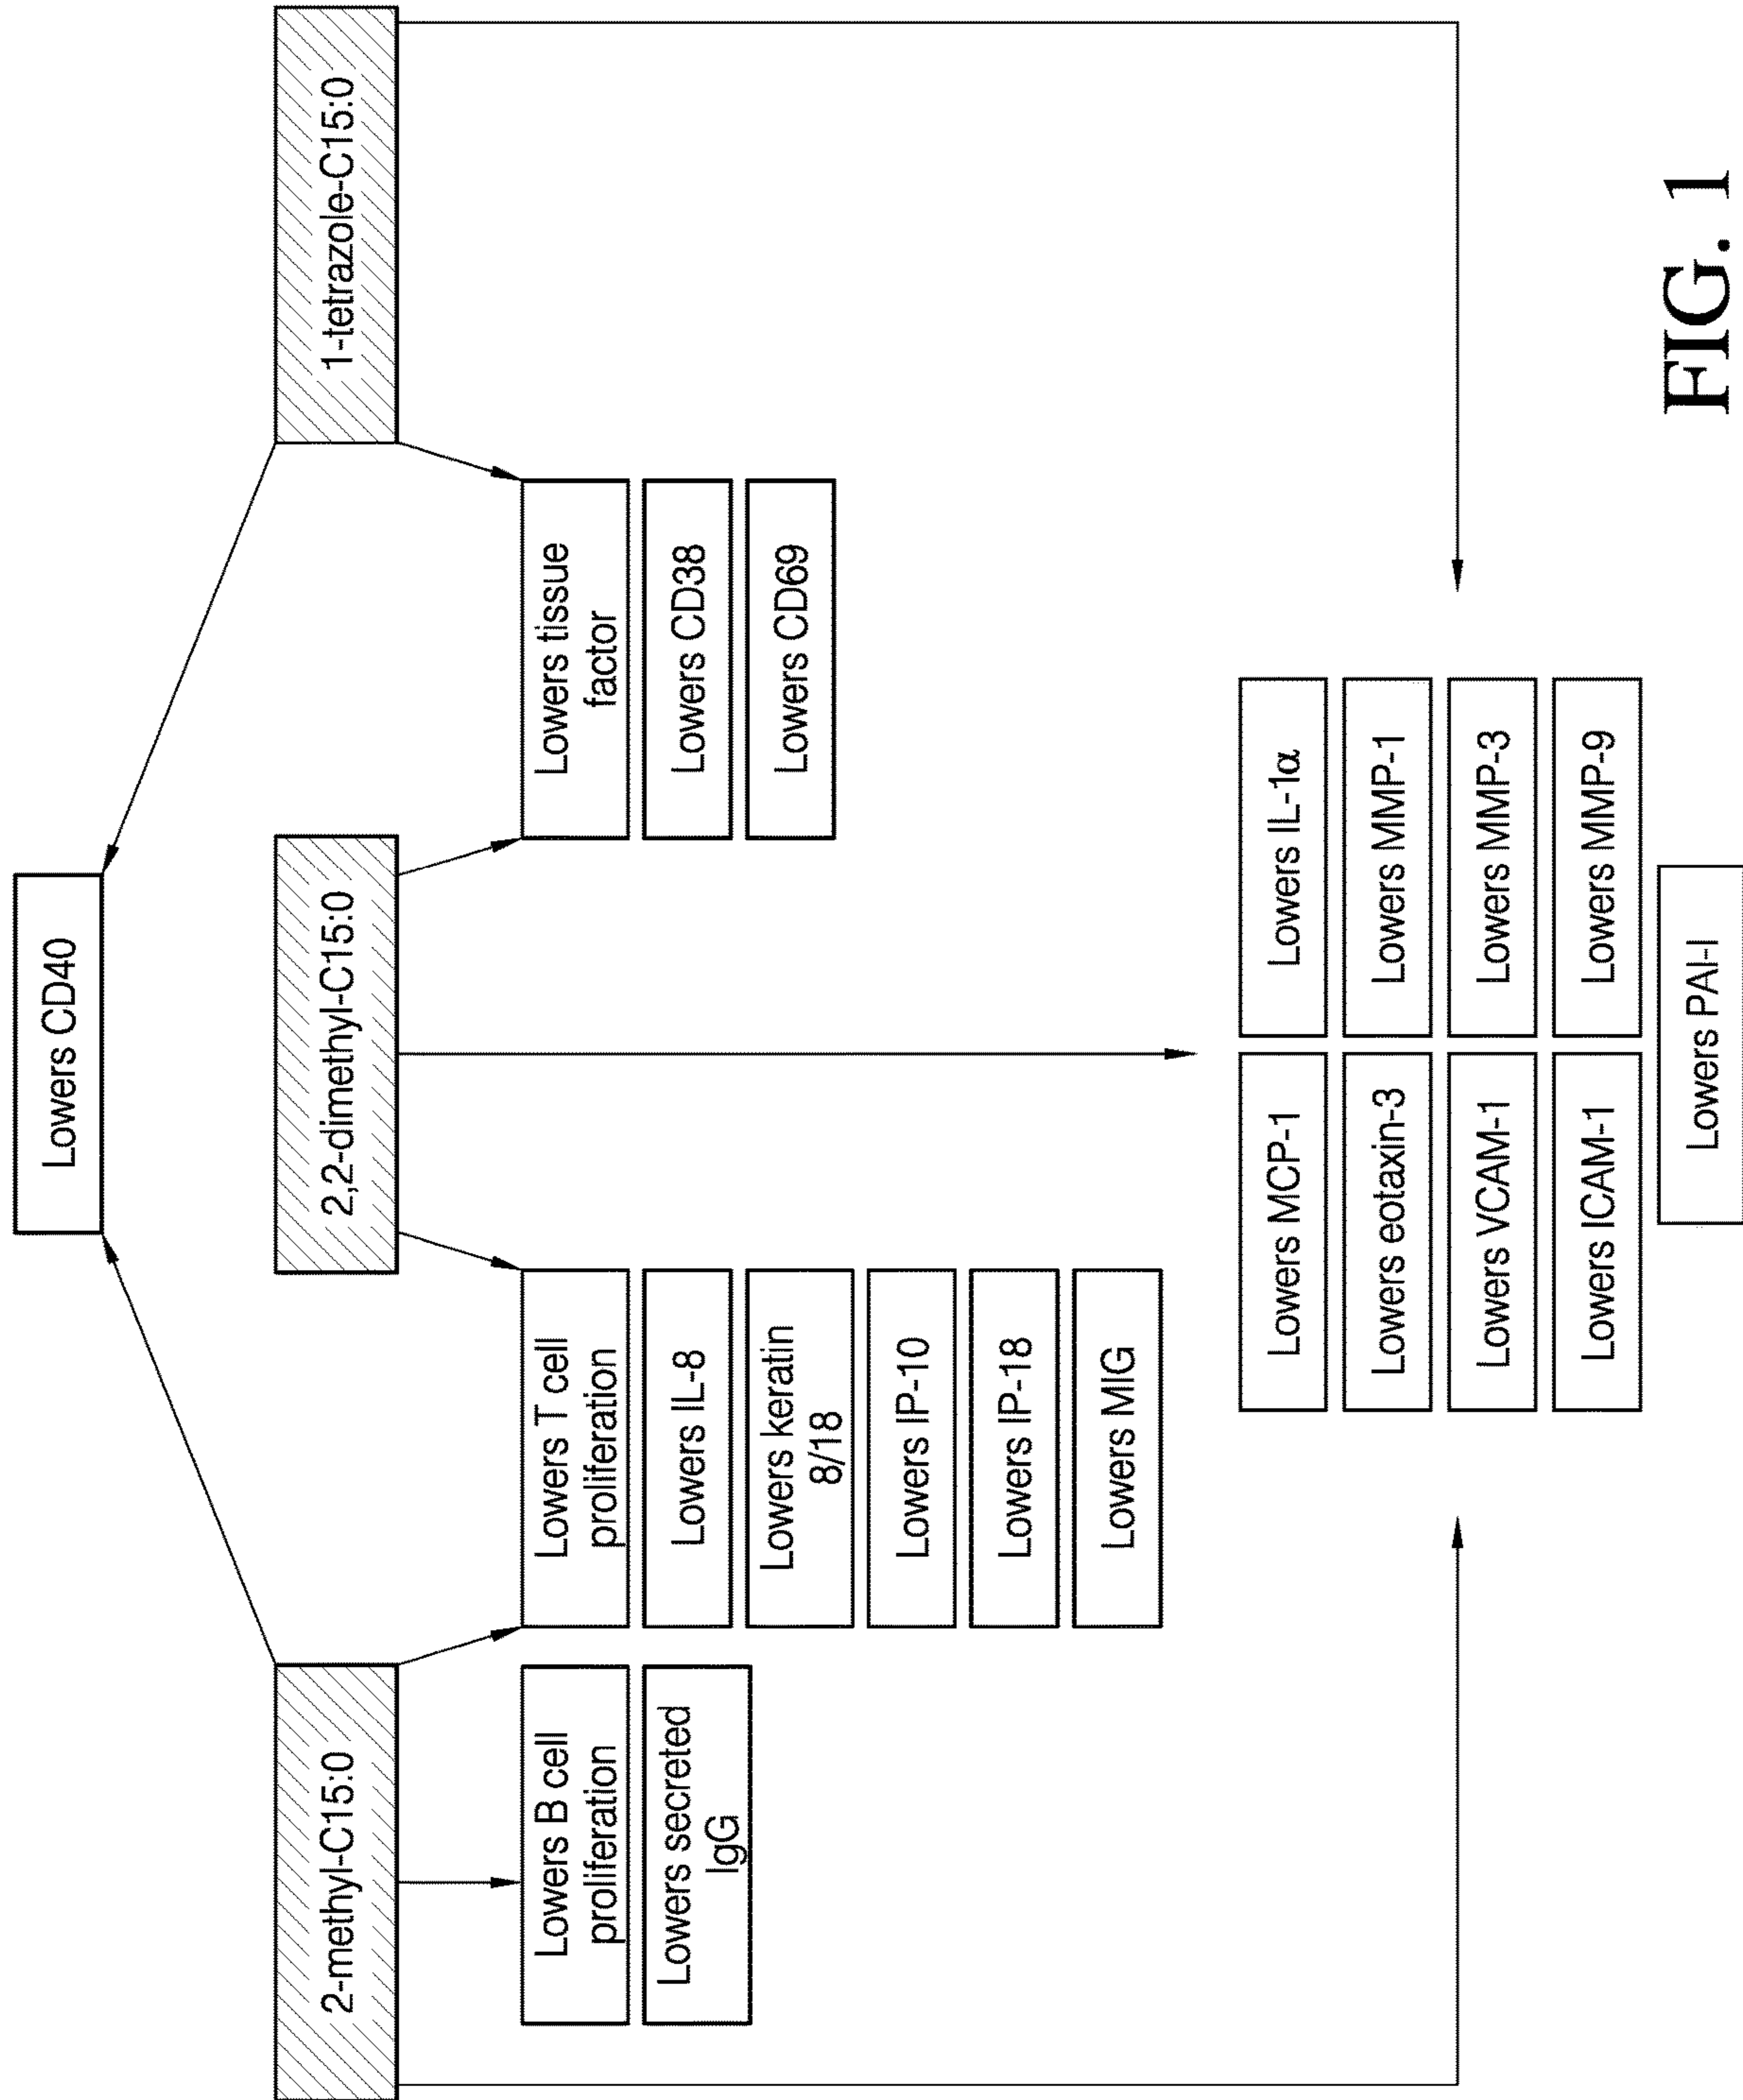 Lowers CD40
2-methyl-C15:0
2,2-dimethyl-C15:0
1-tetrazole-C15:0
Lowers B cell
proliferation
Lowers secreted
IgG
Lowers T cell
proliferation
Lowers IL-8
Lowers keratin
8/18
Lowers IP-10
Lowers IP-18
Lowers MIG
Lowers tissue
factor
Lowers CD38
Lowers CD69
Lowers MCP-1
Lowers IL-1α
Lowers eotaxin-3
Lowers MMP-1
Lowers VCAM-1
Lowers MMP-3
Lowers ICAM-1
Lowers MMP-9
Lowers PAI-I
FIG. 1